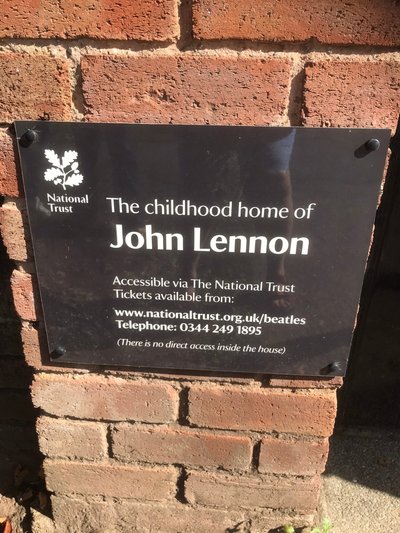 National
Trust
The childhood home of
John Lennon
Accessible via The National Trust
Tickets available from:
www.nationaltrust.org.uk/beatles
Telephone: 0344 249 1895
(There is no direct access inside the house)